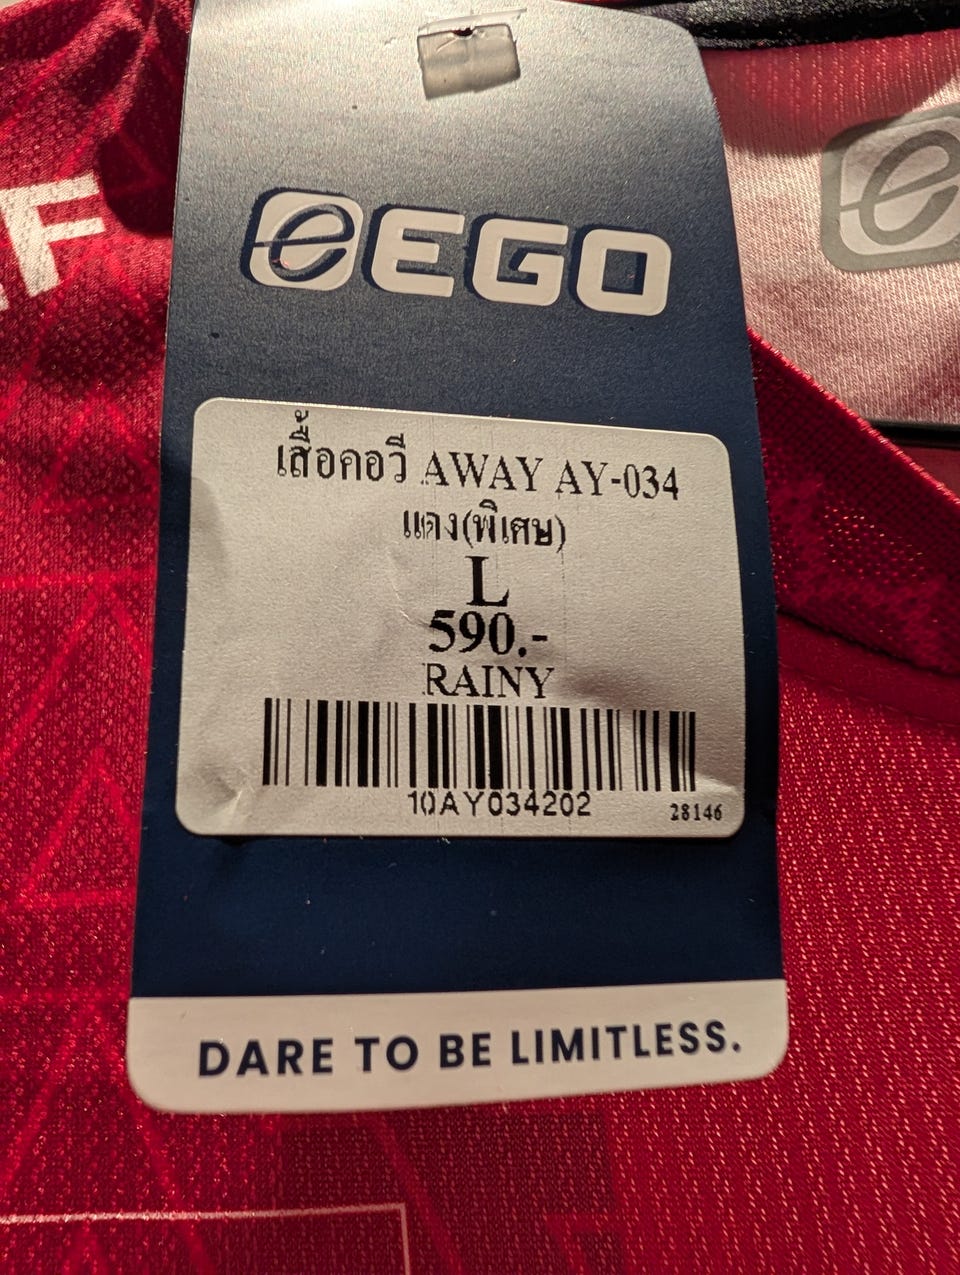 EGO
เสื้อคอวี AWAY AY-034
แดง(พิเศษ)
L
590.-
RAINY
10AY034202
28146
DARE TO BE LIMITLESS.